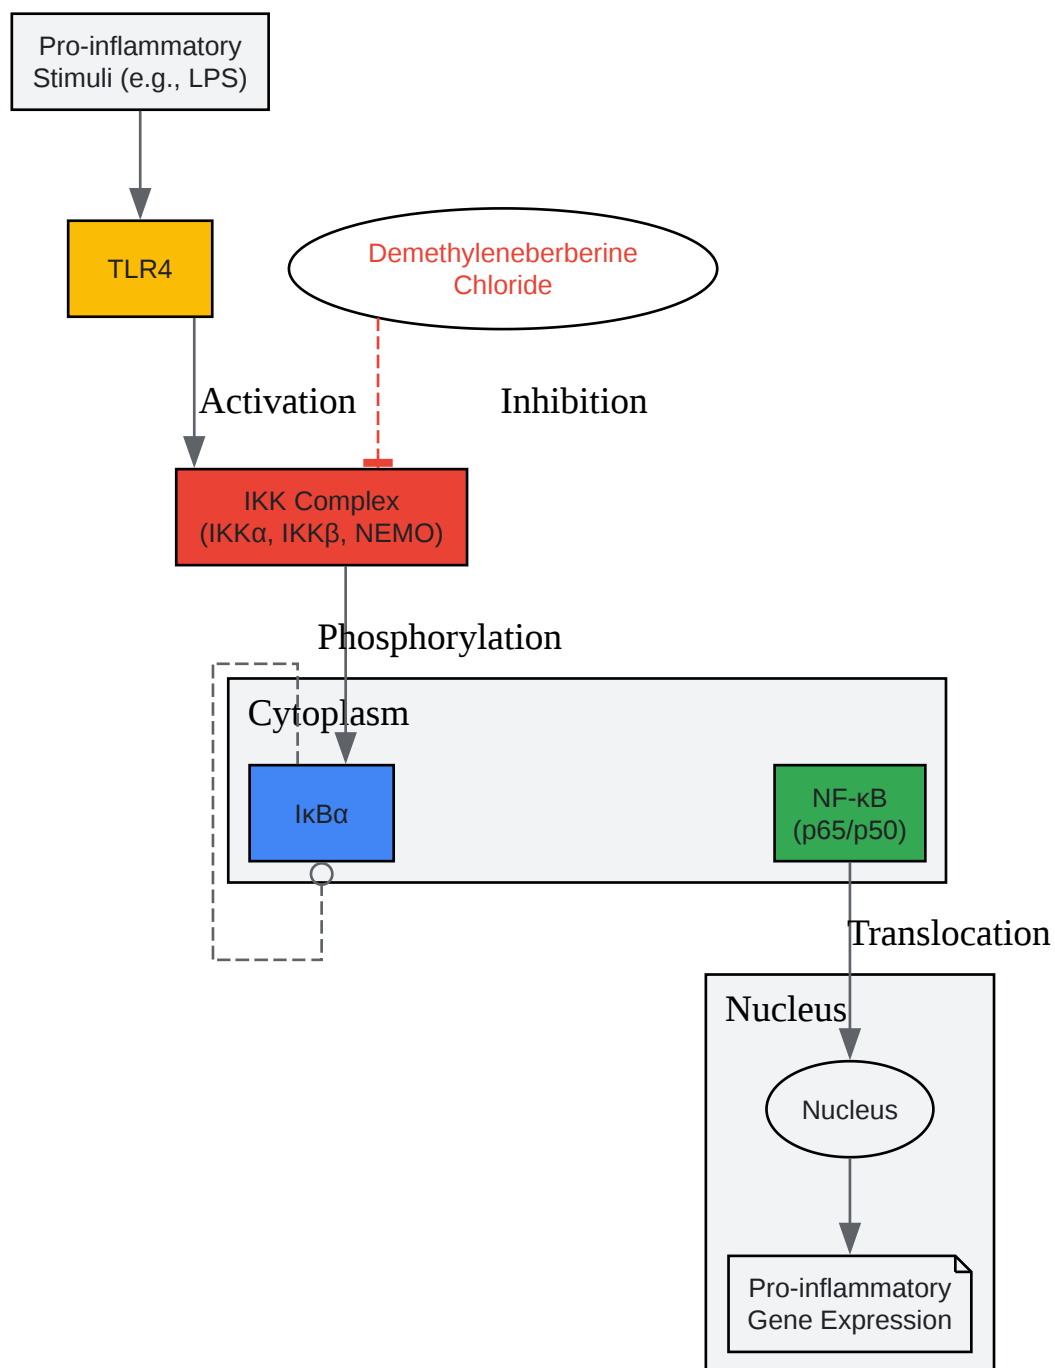 Pro-inflammatory
Stimuli (e.g., LPS)
TLR4
Demethyleneberberine
Chloride
Activation
Inhibition
IKK Complex
(IKKα, IKKβ, NEMO)
Phosphorylation
Cytoplasm
IκBα
NF-κB
(p65/p50)
Translocation
Nucleus
Nucleus
Pro-inflammatory
Gene Expression